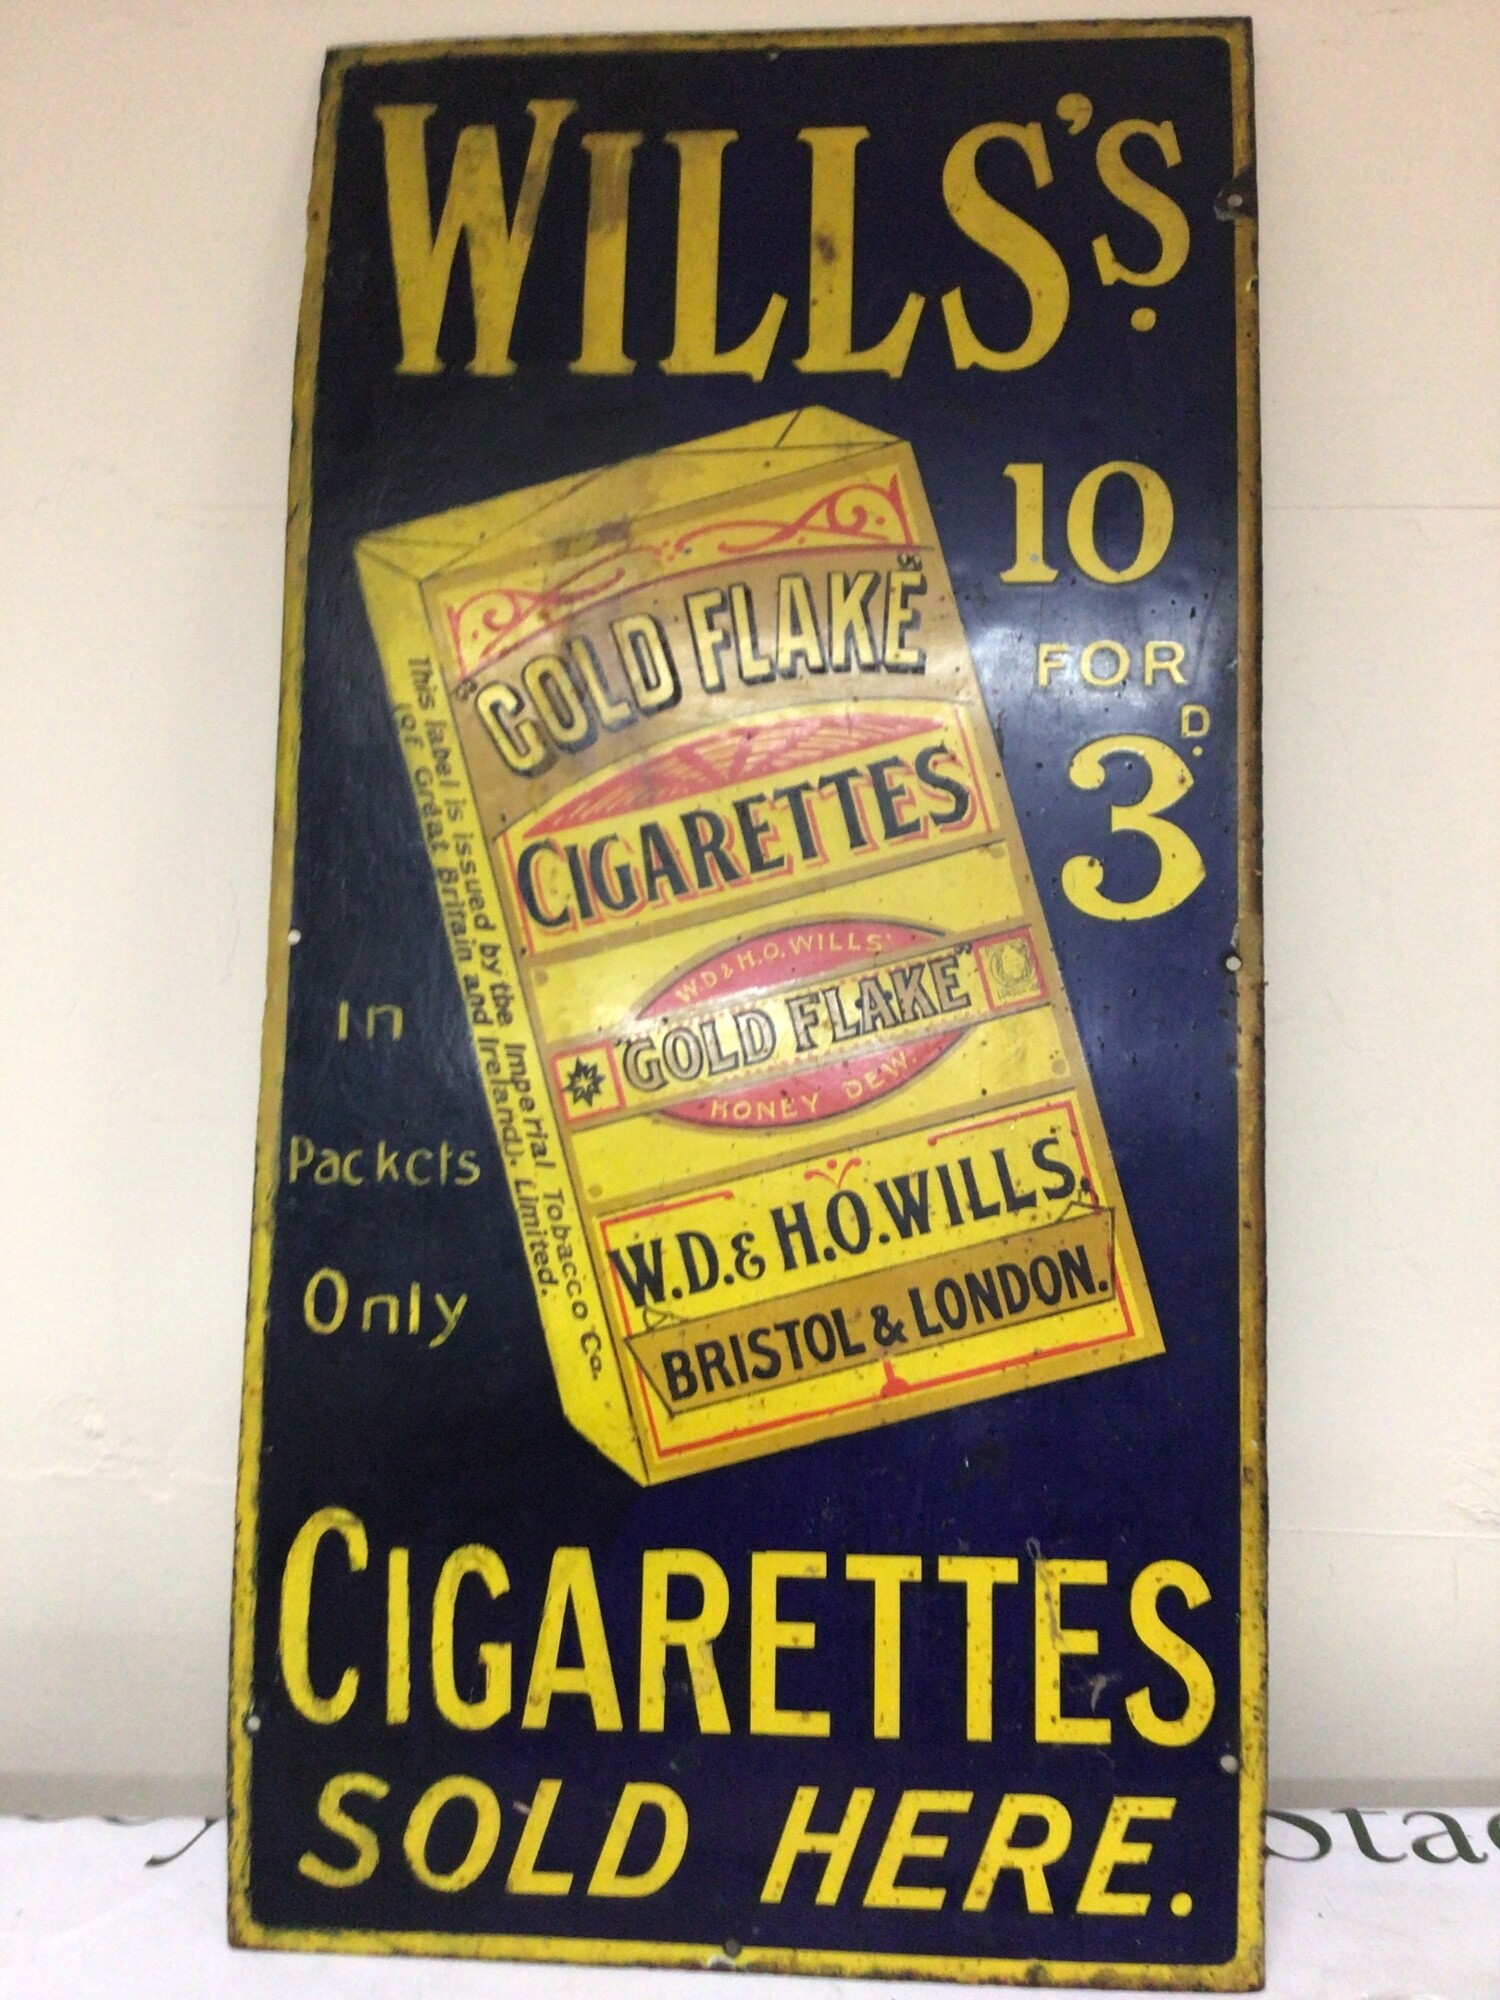 WILLS'S.
10
FOR
3D.
"GOLD FLAKE"
CIGARETTES
W.D & H.O. WILLS'
"GOLD FLAKE"
HONEY DEW.
W.D. & H.O. WILLS.
BRISTOL & LONDON.
This label is issued by the Imperial Tobacco Co.
(of Great Britain and Ireland). Limited.
in
Packets
Only
CIGARETTES
SOLD HERE.